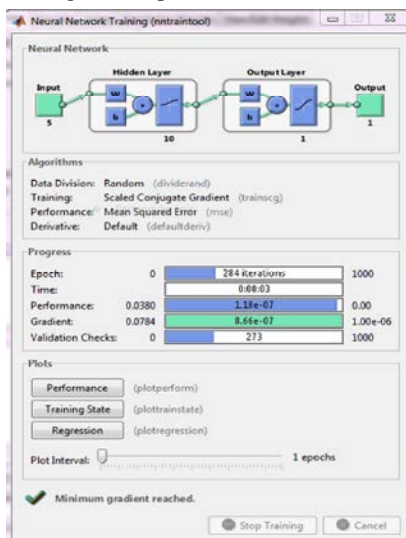 Neural Network Training (nntraintool)
Neural Network
Hidden Layer
Output Layer
Input
Output
W
b
+
W
b
+
5
10
1
1
Algorithms
Data Division: Random (dividerand)
Training: Scaled Conjugate Gradient (trainscg)
Performance: Mean Squared Error (mse)
Derivative: Default (defaultderiv)
Progress
Epoch: 0 284 iterations 1000
Time: 0:00:03
Performance: 0.0380 1.18e-07 0.00
Gradient: 0.0784 8.66e-07 1.00e-06
Validation Checks: 0 273 1000
Plots
Performance (plotperform)
Training State (plottrainstate)
Regression (plotregression)
Plot Interval: 1 epochs
Minimum gradient reached.
Stop Training Cancel